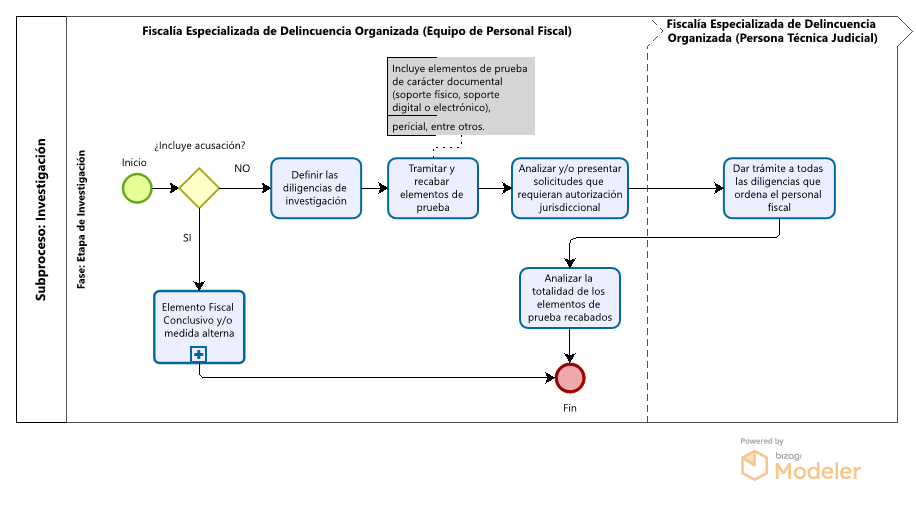 Fiscalía Especializada de Delincuencia Organizada (Equipo de Personal Fiscal)
Fiscalía Especializada de Delincuencia
Organizada (Persona Técnica Judicial)
Subproceso: Investigación
Fase: Etapa de Investigación
Incluye elementos de prueba
de carácter documental
(soporte físico, soporte
digital o electrónico),
pericial, entre otros.
¿Incluye acusación?
Inicio
NO
Definir las
diligencias de
investigación
Tramitar y
recabar
elementos de
prueba
Analizar y/o presentar
solicitudes que
requieran autorización
jurisdiccional
Dar trámite a todas
las diligencias que
ordena el personal
fiscal
SI
Elemento Fiscal
Conclusivo y/o
medida alterna
Analizar la
totalidad de los
elementos de
prueba recabados
Fin
Powered by
bizagi
Modeler